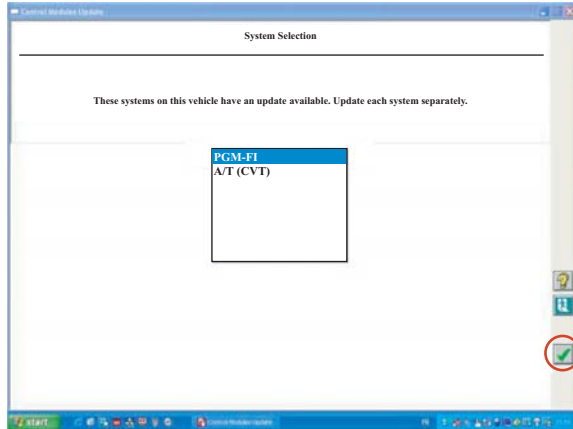 Control Modules Update
System Selection
These systems on this vehicle have an update available. Update each system separately.
PGM-FI
A/T (CVT)
start